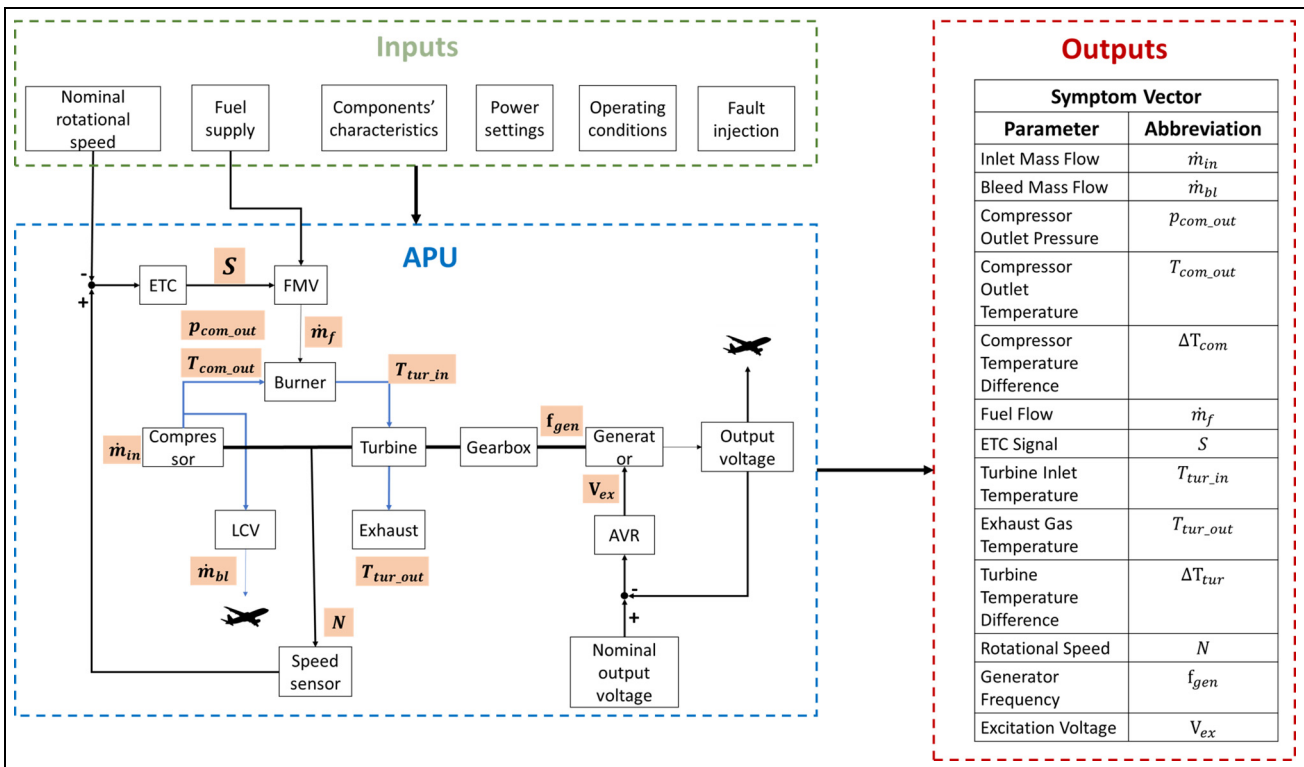 Inputs
Nominal
rotational
speed
Fuel
supply
Components’
characteristics
Power
settings
Operating
conditions
Fault
injection
APU
-
+
ETC
S
FMV
p_com_out
ṁ_f
T_com_out
Burner
T_tur_in
ṁ_in
Compres
sor
Turbine
Gearbox
f_gen
Generat
or
Output
voltage
V_ex
LCV
Exhaust
AVR
ṁ_bl
T_tur_out
-
+
N
Speed
sensor
Nominal
output
voltage
Outputs
Symptom Vector
Parameter Abbreviation
Inlet Mass Flow ṁ_in
Bleed Mass Flow ṁ_bl
Compressor
Outlet Pressure p_com_out
Compressor
Outlet
Temperature T_com_out
Compressor
Temperature
Difference ΔT_com
Fuel Flow ṁ_f
ETC Signal S
Turbine Inlet
Temperature T_tur_in
Exhaust Gas
Temperature T_tur_out
Turbine
Temperature
Difference ΔT_tur
Rotational Speed N
Generator
Frequency f_gen
Excitation Voltage V_ex